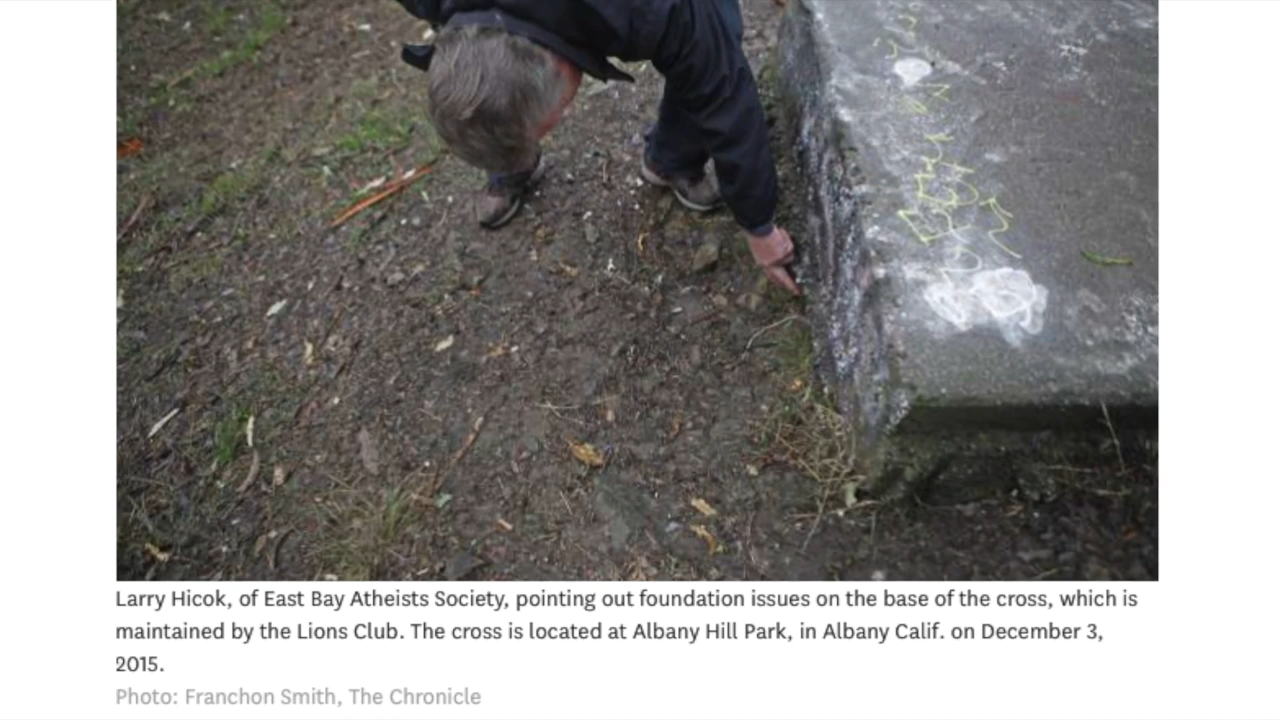 Larry Hicok, of East Bay Atheists Society, pointing out foundation issues on the base of the cross, which is
maintained by the Lions Club. The cross is located at Albany Hill Park, in Albany Calif. on December 3,
2015.
Photo: Franchon Smith, The Chronicle